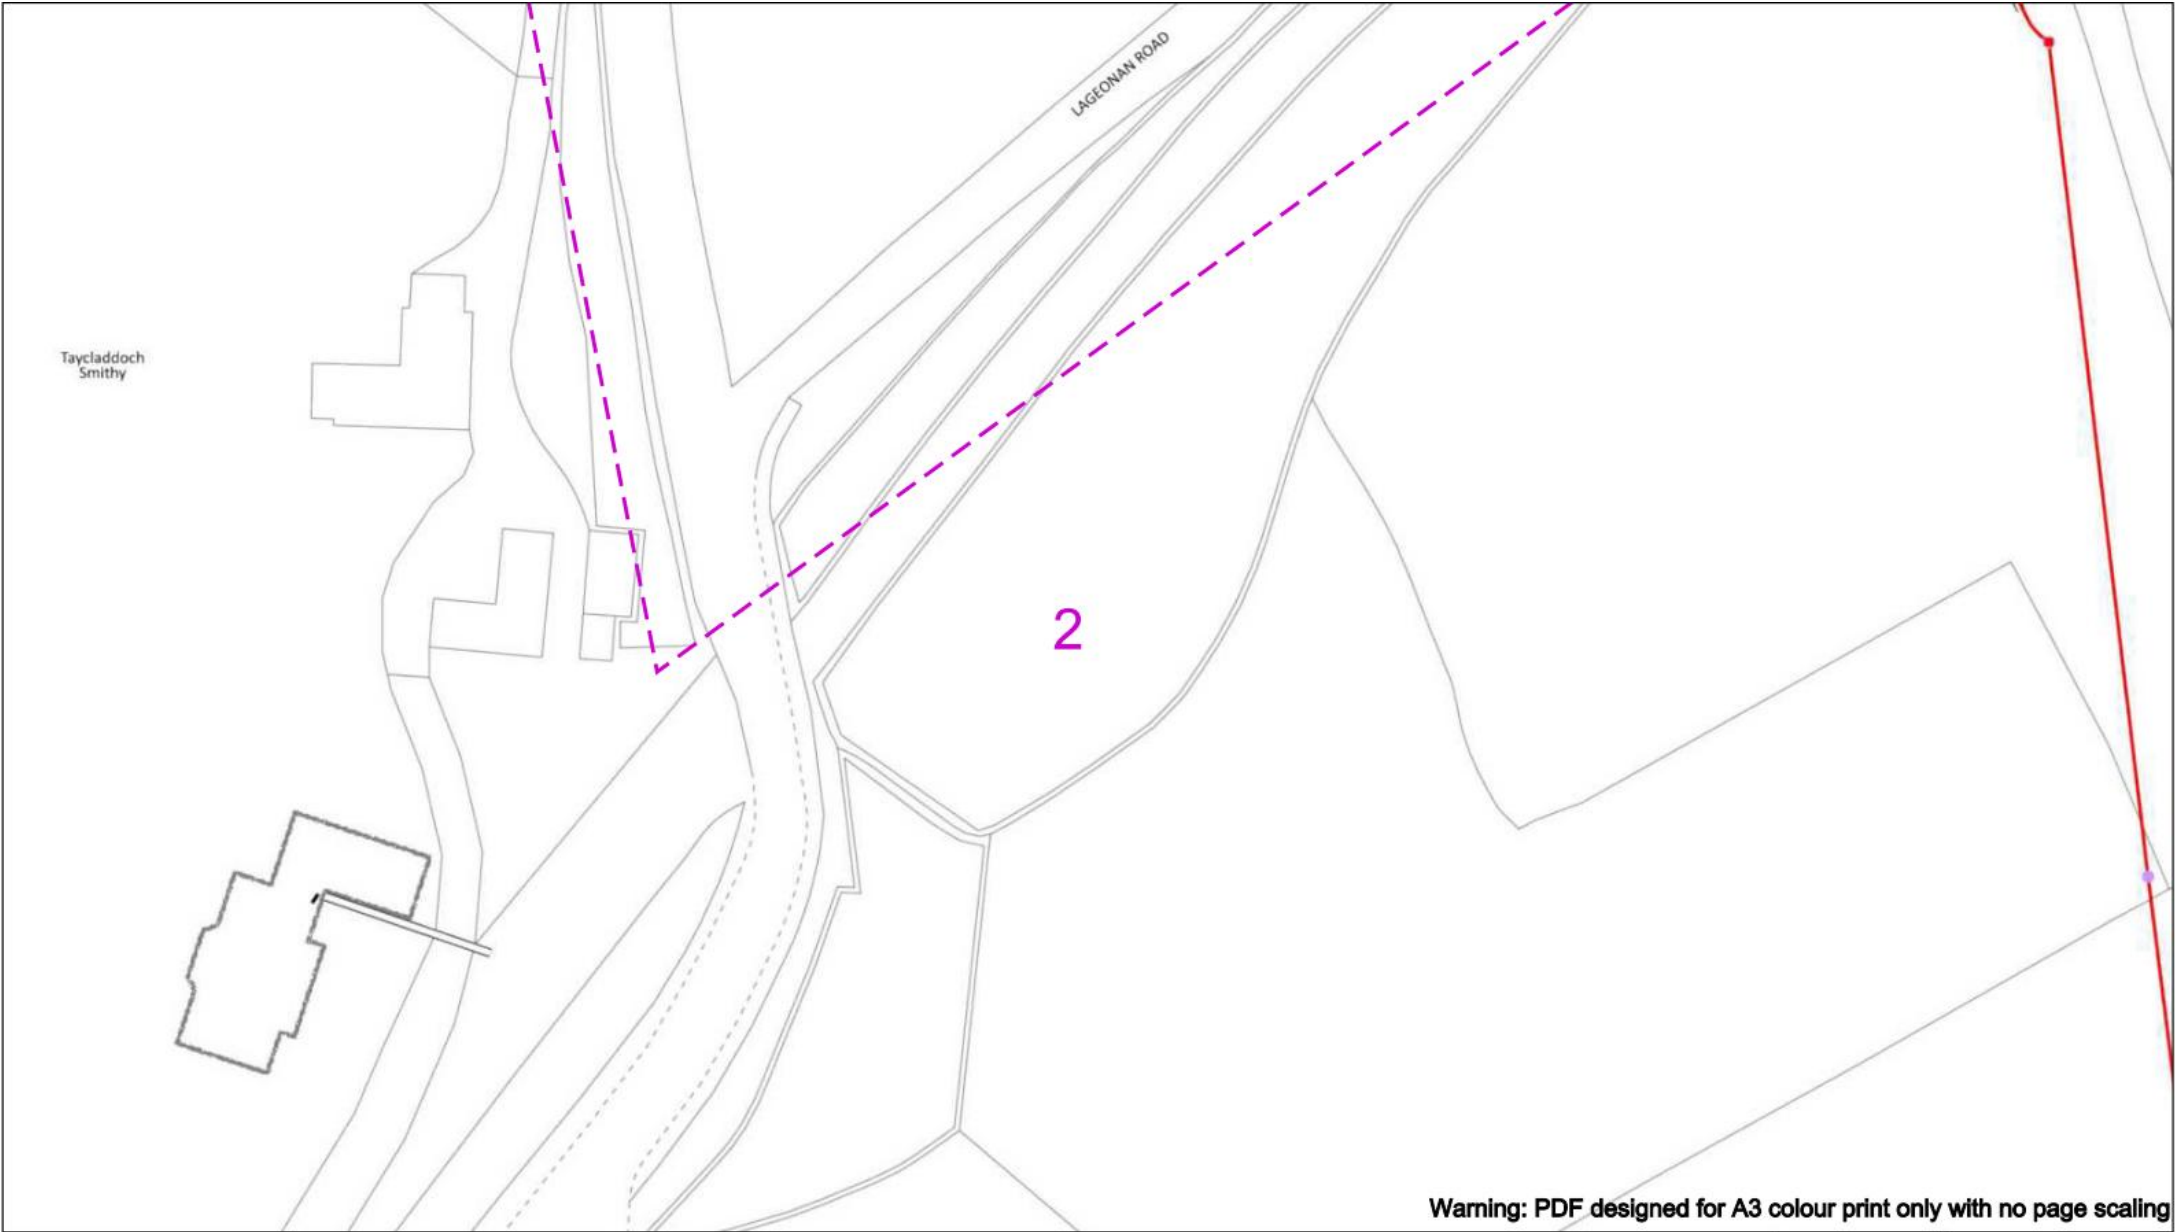 LAGEONAN ROAD
Taycladdoch
Smithy
2
Warning: PDF designed for A3 colour print only with no page scaling